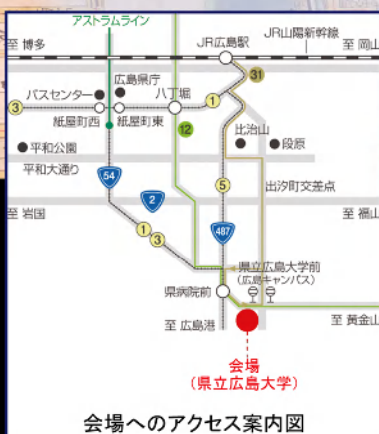 アストラムライン
JR広島駅
JR山陽新幹線
至 博多
至 岡山
広島県庁
バスセンター
八丁堀
31
3
1
紙屋町西
紙屋町東
12
比治山
段原
平和公園
平和大通り
54
2
5
出汐町交差点
至 岩国
至 福山
1
3
487
県立広島大学前
(広島キャンパス)
県病院前
至 広島港
至 黄金山
会場
(県立広島大学)
会場へのアクセス案内図